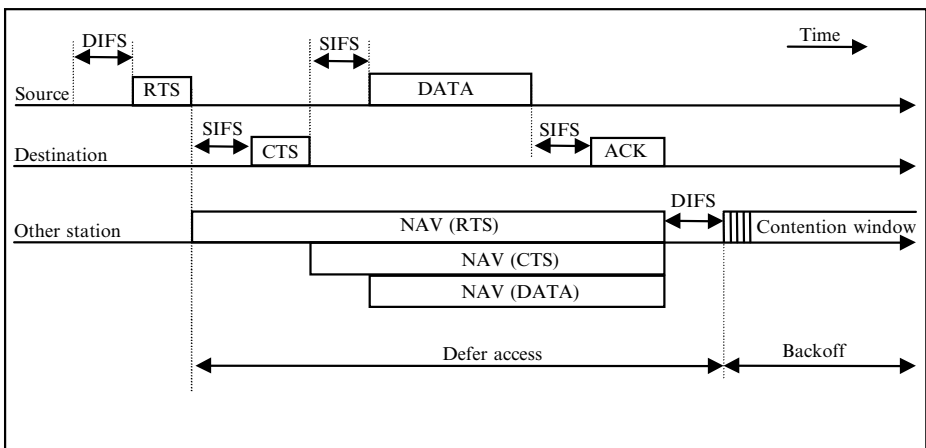 DIFS
SIFS
Time
RTS
DATA
Source
SIFS
SIFS
Destination
CTS
ACK
DIFS
Other station
NAV (RTS)
Contention window
NAV (CTS)
NAV (DATA)
Defer access
Backoff